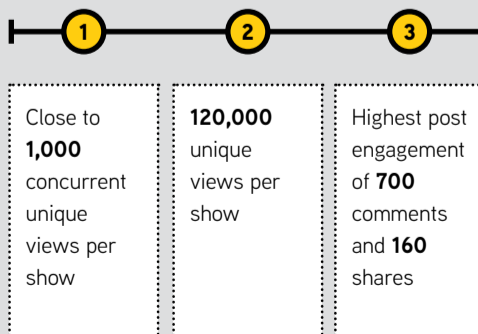 1
2
3
Close to
1,000
concurrent
unique
views per
show
120,000
unique
views per
show
Highest post
engagement
of 700
comments
and 160
shares